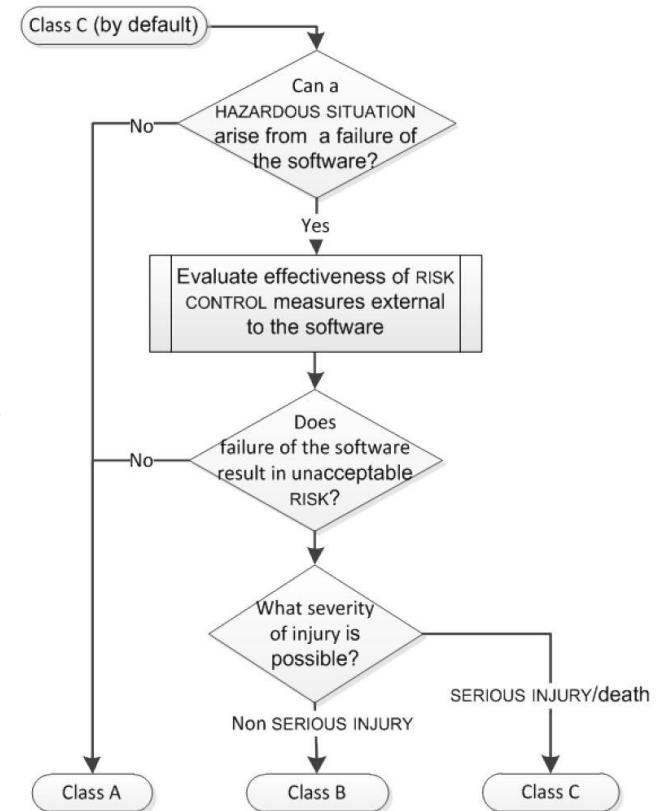 Class C (by default)
Can a
HAZARDOUS SITUATION
arise from a failure of
the software?
No
Yes
Evaluate effectiveness of RISK
CONTROL measures external
to the software
Does
failure of the software
result in unacceptable
RISK?
No
What severity
of injury is
possible?
SERIOUS INJURY/death
Non SERIOUS INJURY
Class A
Class B
Class C